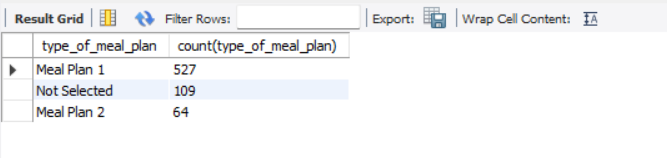 Result Grid Filter Rows: Export: Wrap Cell Content: IA
type_of_meal_plan count(type_of_meal_plan)
Meal Plan 1 527
Not Selected 109
Meal Plan 2 64